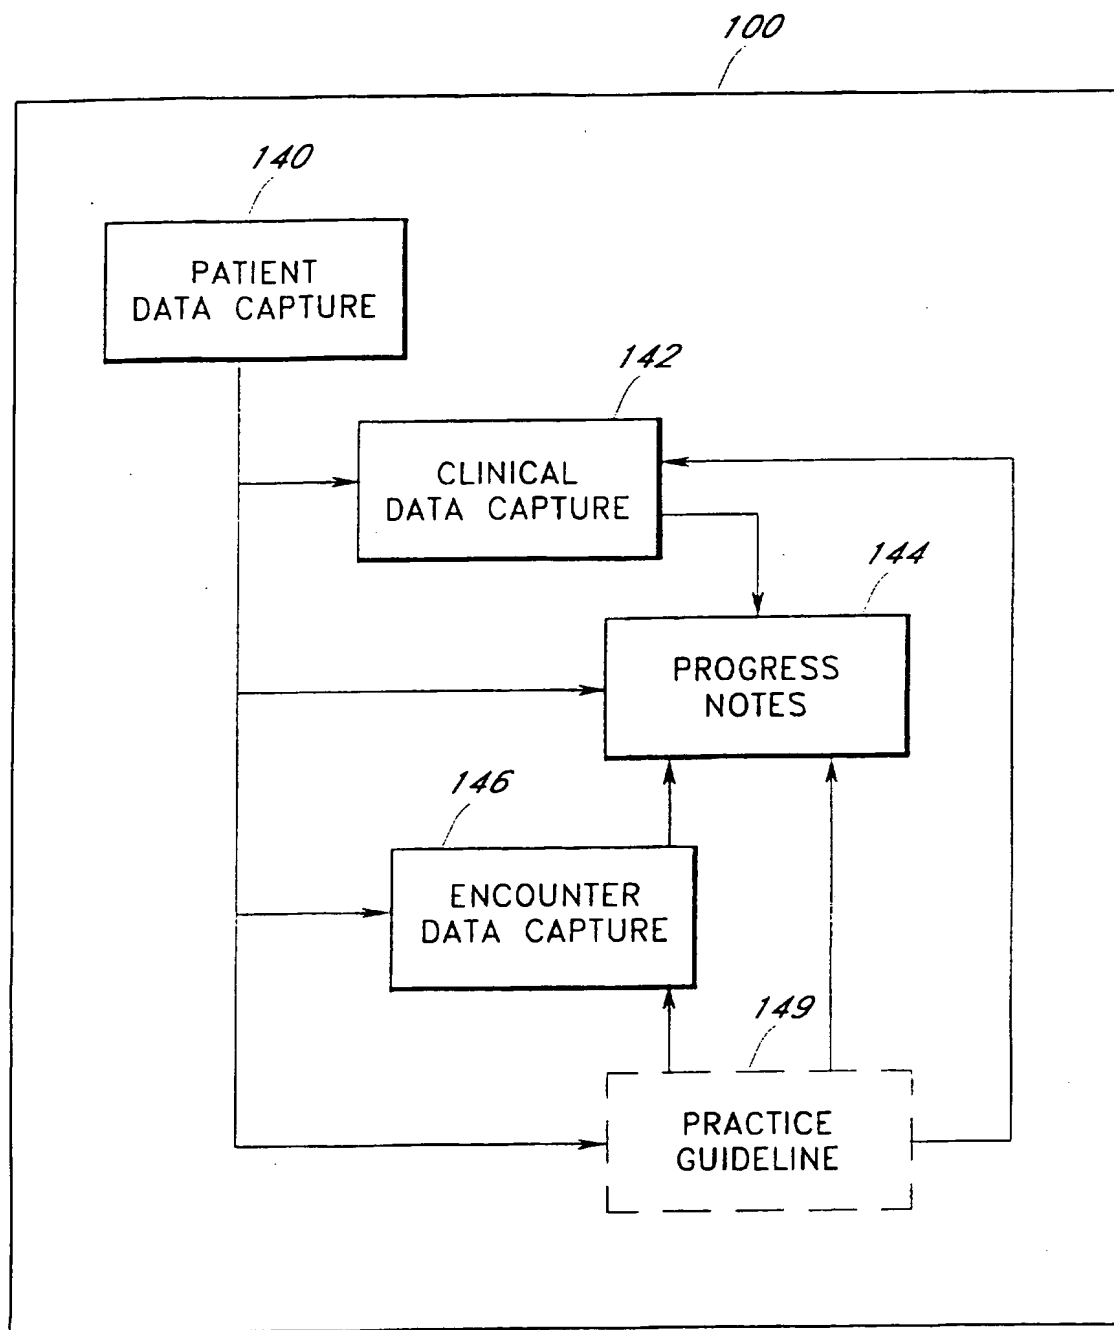 100
140
PATIENT
DATA CAPTURE
142
CLINICAL
DATA CAPTURE
144
PROGRESS
NOTES
146
ENCOUNTER
DATA CAPTURE
149
PRACTICE
GUIDELINE